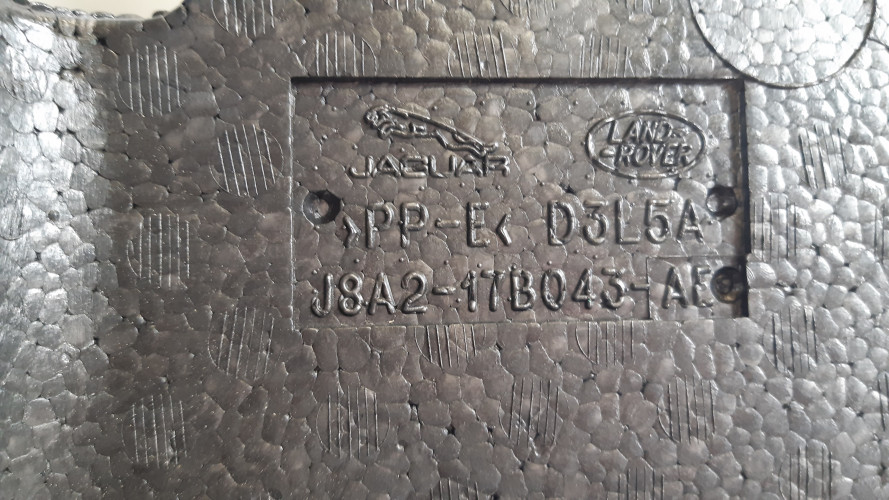 JAGUAR
LAND-
ROVER
>PP-E< D3L5A
J8A2-17B043-AE